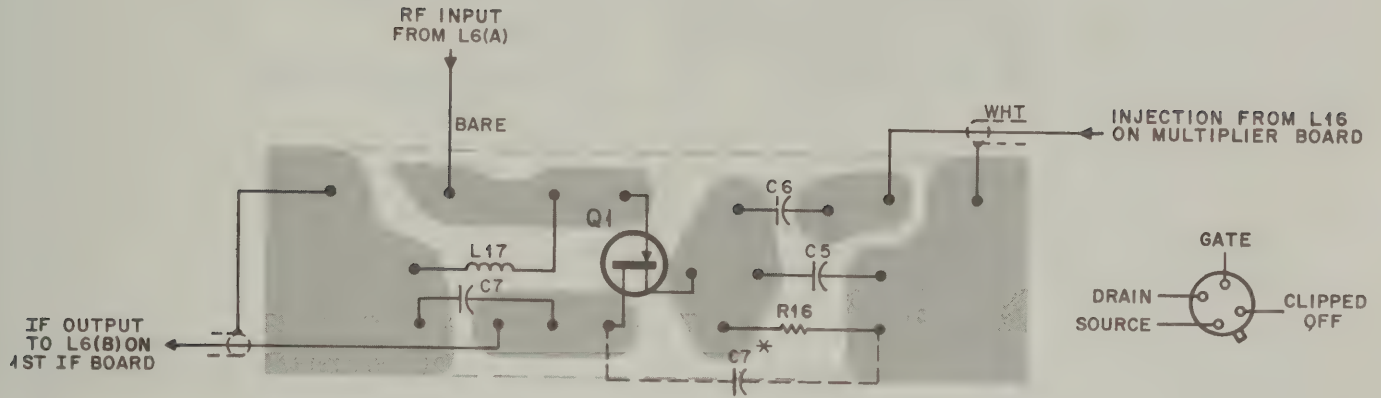 RF INPUT
FROM L6(A)
BARE
WHT
INJECTION FROM L16
ON MULTIPLIER BOARD
C6
Q1
L17
C5
C7
R16
C7 *
IF OUTPUT
TO L6(B) ON
1ST IF BOARD
GATE
DRAIN
SOURCE
CLIPPED
OFF